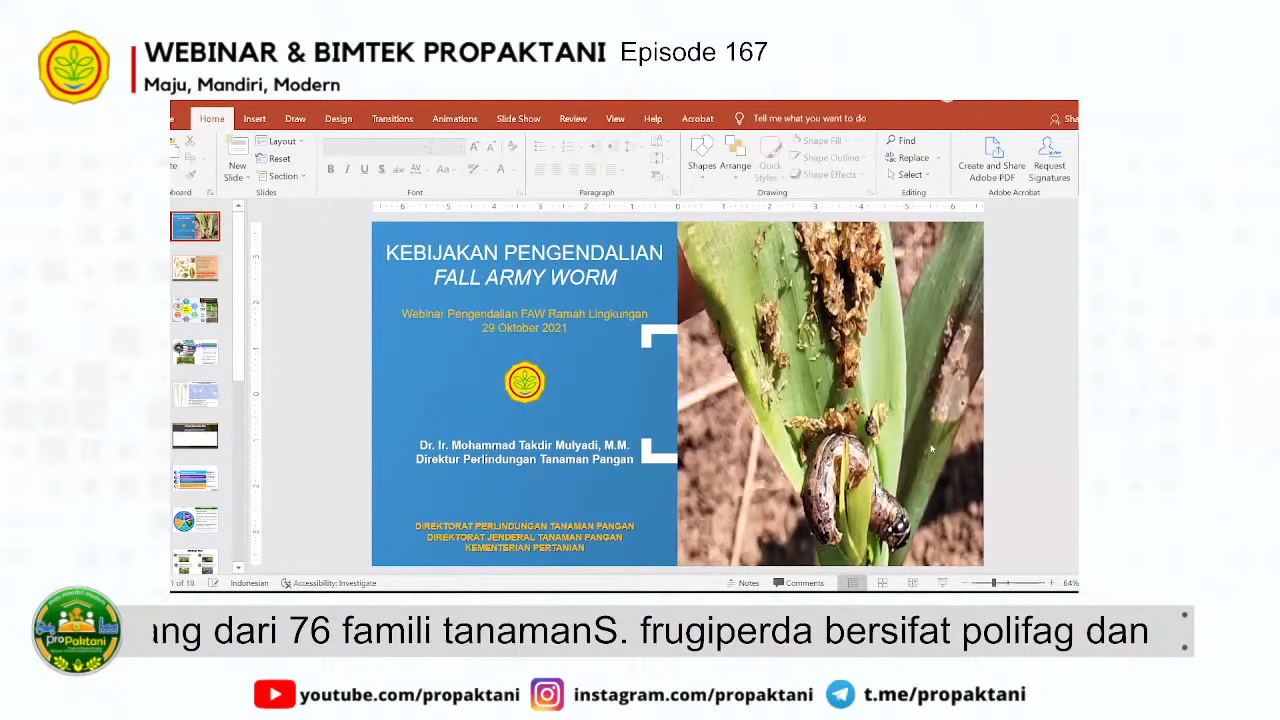 WEBINAR & BIMTEK PROPAKTANI Episode 167
Maju, Mandiri, Modern
Home Insert Draw Design Transitions Animations Slide Show Review View Help Acrobat Tell me what you want to do Sha
New
Slide
Layout
Reset
Section
Slides
Font
Paragraph
Shapes Arrange Quick
Styles
Shape Fill
Shape Outline
Shape Effects
Drawing
Find
Replace
Select
Editing
Create and Share
Adobe PDF
Request
Signatures
Adobe Acrobat
KEBIJAKAN PENGENDALIAN
FALL ARMY WORM
Webinar Pengendalian FAW Ramah Lingkungan
29 Oktober 2021
Dr. Ir. Mohammad Takdir Mulyadi, M.M.
Direktur Perlindungan Tanaman Pangan
DIREKTORAT PERLINDUNGAN TANAMAN PANGAN
DIREKTORAT JENDERAL TANAMAN PANGAN
KEMENTERIAN PERTANIAN
1 of 18 Indonesian Accessibility: Investigate Notes Comments 64%
proPaktani
ang dari 76 famili tanamanS. frugiperda bersifat polifag dan
youtube.com/propaktani instagram.com/propaktani t.me/propaktani